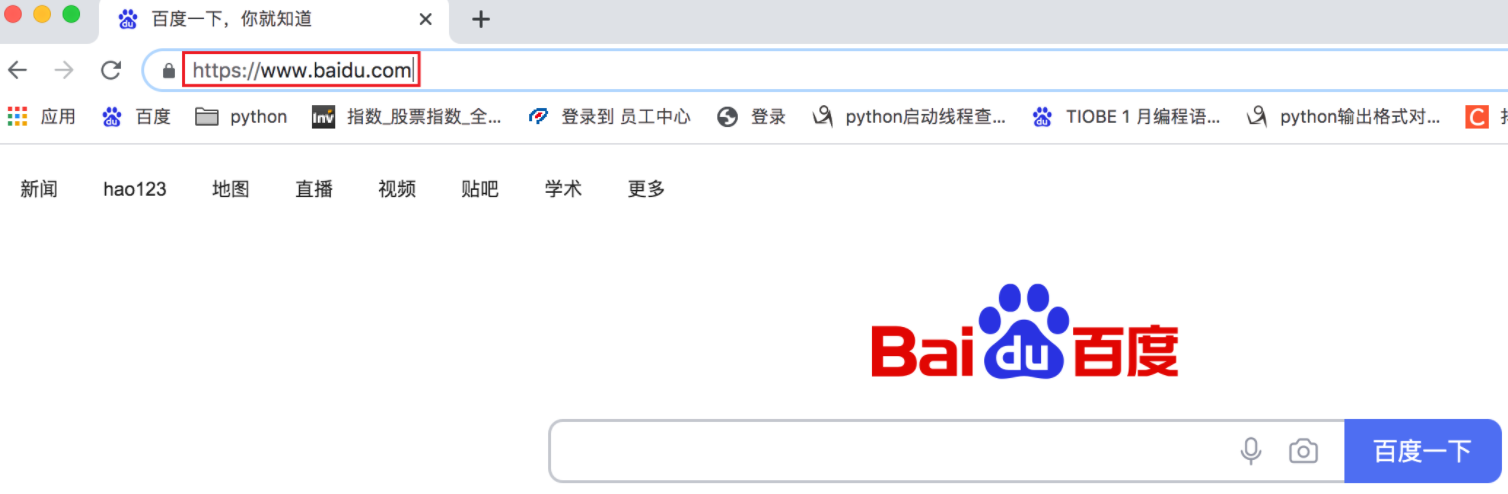 百度一下，你就知道
https://www.baidu.com
应用 百度 python Inv 指数_股票指数_全... 登录到 员工中心 登录 python启动线程查... TIOBE 1 月编程语... python输出格式对... C
新闻 hao123 地图 直播 视频 贴吧 学术 更多
Bai du 百度
百度一下